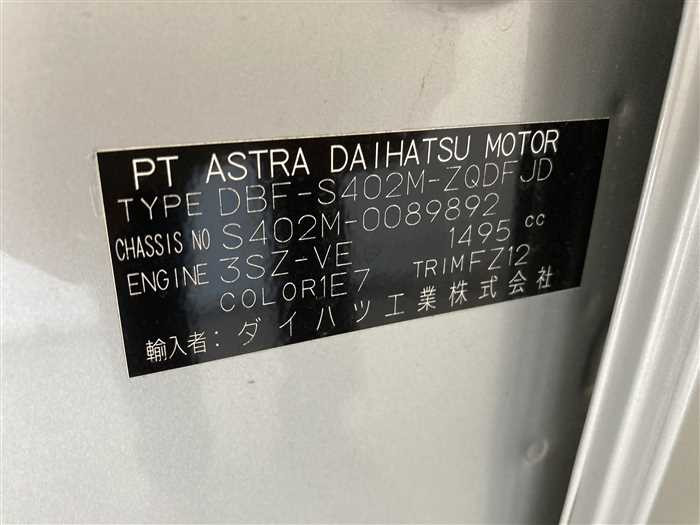 PT ASTRA DAIHATSU MOTOR
TYPE DBF-S402M-ZQDFJD
CHASSIS NO S402M-0089892
ENGINE 3SZ-VE 1495 cc
COLOR1E7 TRIMFZ12
輸入者: ダイハツ工業株式会社